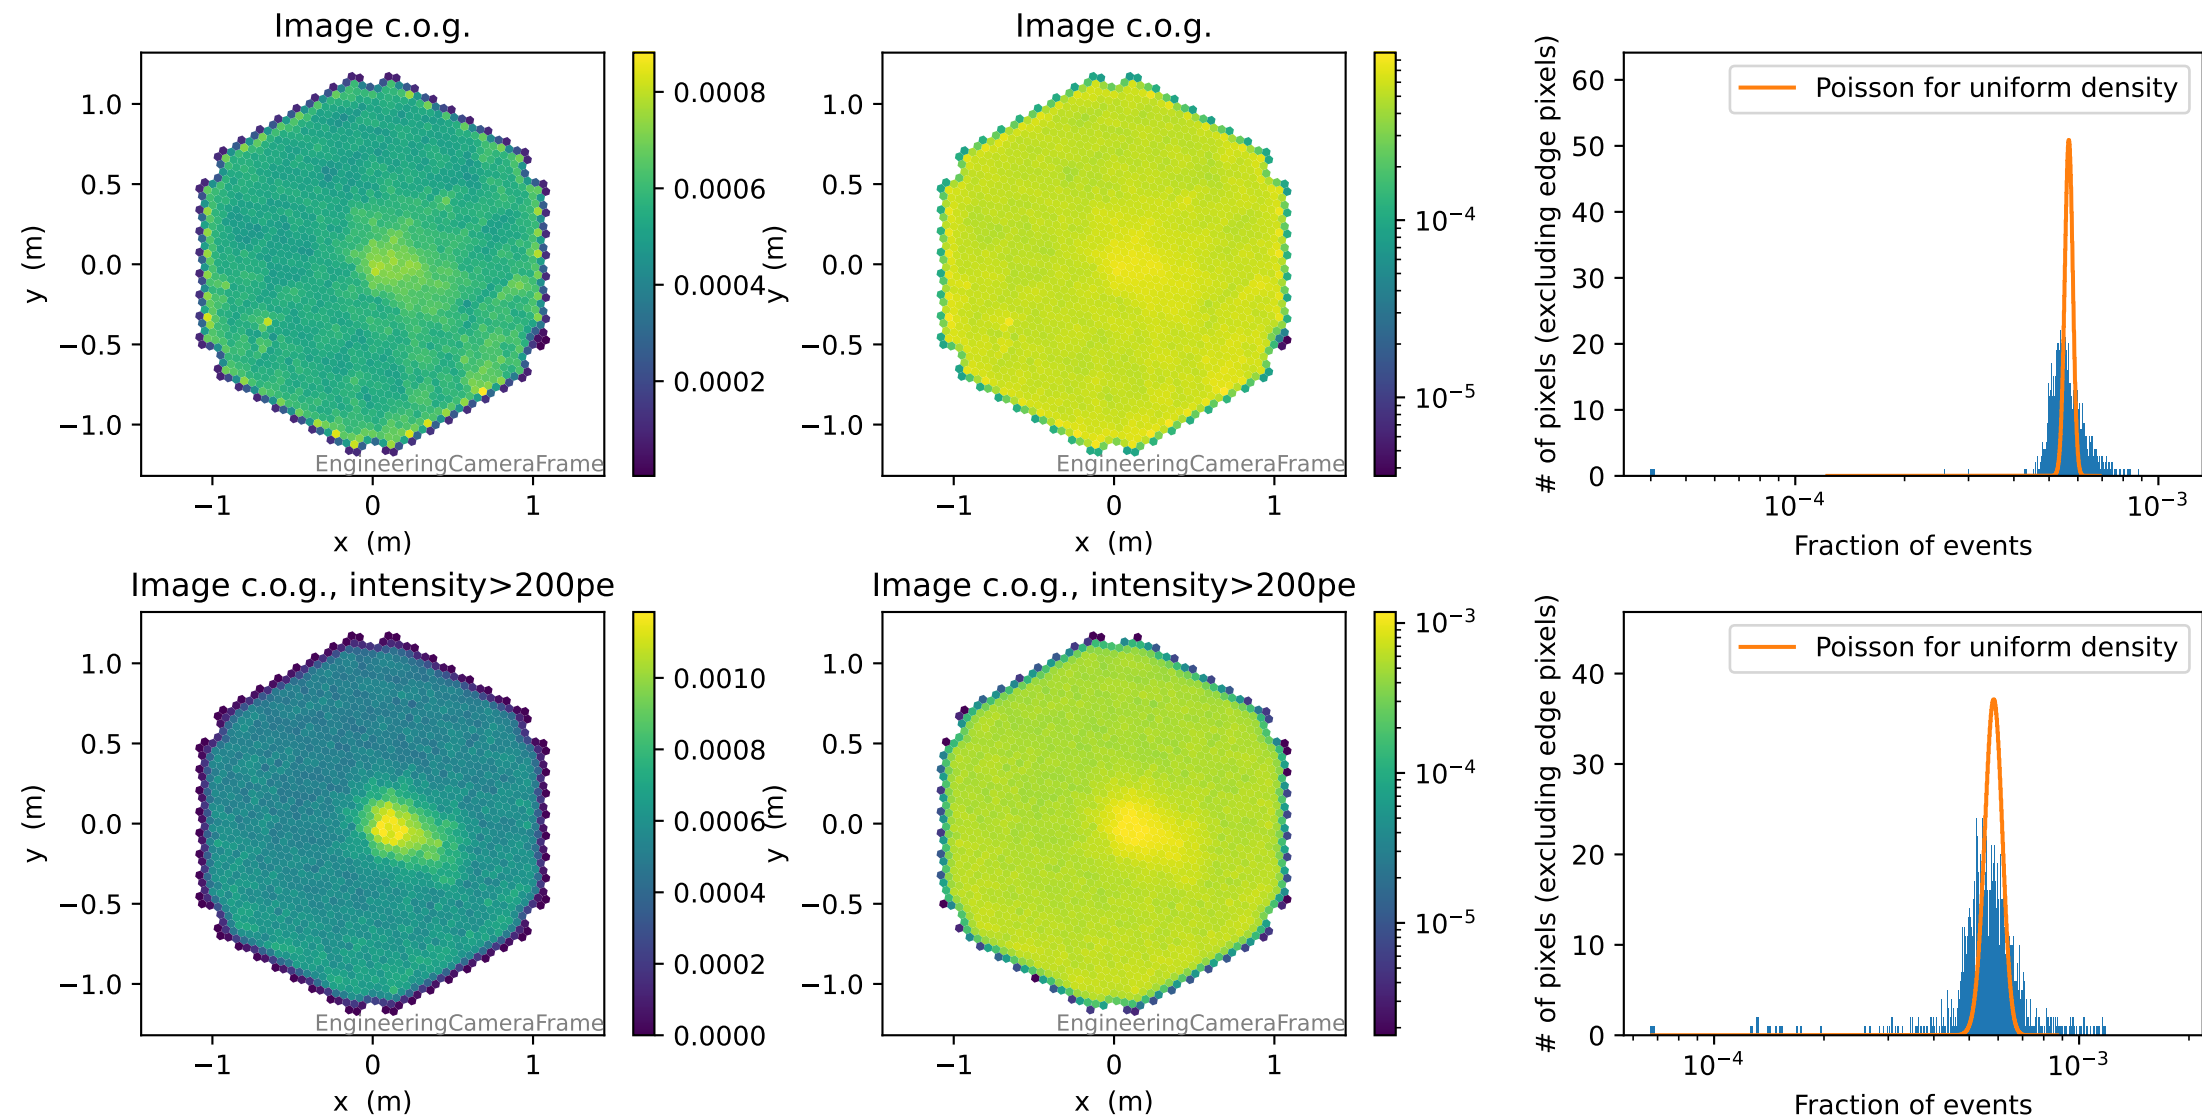 Image c.o.g.
1.0
0.5
0.0
−0.5
−1.0
y (m)
−1
0
1
x (m)
EngineeringCameraFrame
0.0008
0.0006
0.0004
0.0002
Image c.o.g.
1.0
0.5
0.0
−0.5
−1.0
y (m)
−1
0
1
x (m)
EngineeringCameraFrame
10⁻⁴
10⁻⁵
Poisson for uniform density
60
50
40
30
20
10
0
# of pixels (excluding edge pixels)
10⁻⁴
10⁻³
Fraction of events
Image c.o.g., intensity>200pe
1.0
0.5
0.0
−0.5
−1.0
y (m)
−1
0
1
x (m)
EngineeringCameraFrame
0.0010
0.0008
0.0006
0.0004
0.0002
0.0000
Image c.o.g., intensity>200pe
1.0
0.5
0.0
−0.5
−1.0
y (m)
−1
0
1
x (m)
EngineeringCameraFrame
10⁻³
10⁻⁴
10⁻⁵
Poisson for uniform density
40
30
20
10
0
# of pixels (excluding edge pixels)
10⁻⁴
10⁻³
Fraction of events